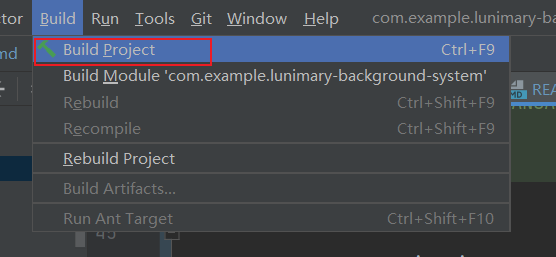 Build Run Tools Git Window Help com.example.lunimary-backgr
md
Build Project Ctrl+F9
Build Module 'com.example.lunimary-background-system'
REA
Rebuild Ctrl+Shift+F9
Recompile Ctrl+Shift+F9
Rebuild Project
Build Artifacts...
Run Ant Target Ctrl+Shift+F10
45